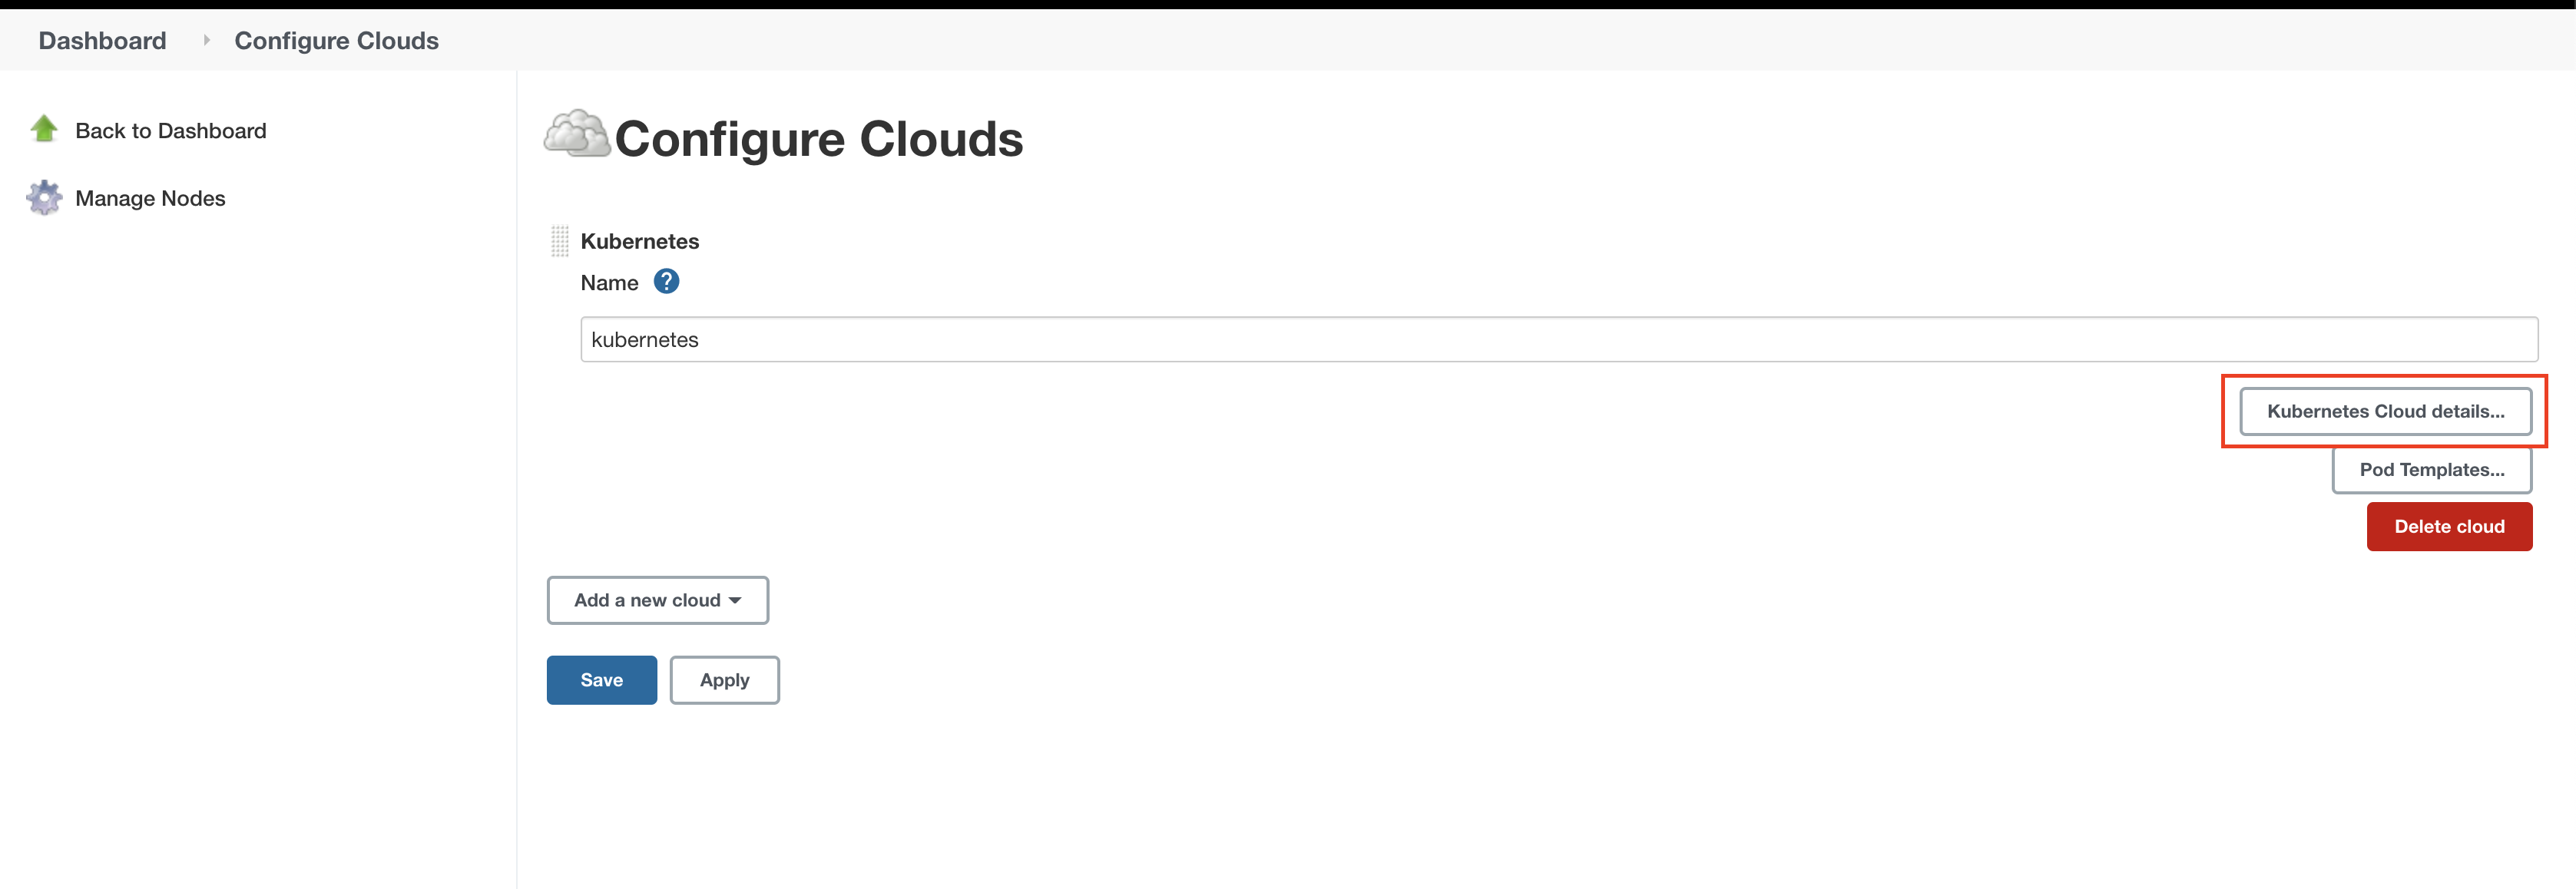 Dashboard Configure Clouds
Back to Dashboard
Manage Nodes
Configure Clouds
Kubernetes
Name ?
kubernetes
Kubernetes Cloud details...
Pod Templates...
Delete cloud
Add a new cloud
Save Apply